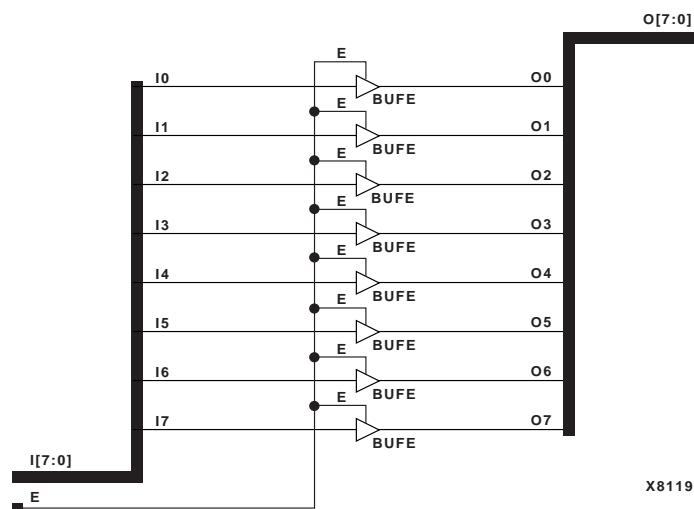 O[7:0]
E
I0 O0
BUFE
E
I1 O1
BUFE
E
I2 O2
BUFE
E
I3 O3
BUFE
E
I4 O4
BUFE
E
I5 O5
BUFE
E
I6 O6
BUFE
E
I7 O7
BUFE
I[7:0]
E
X8119